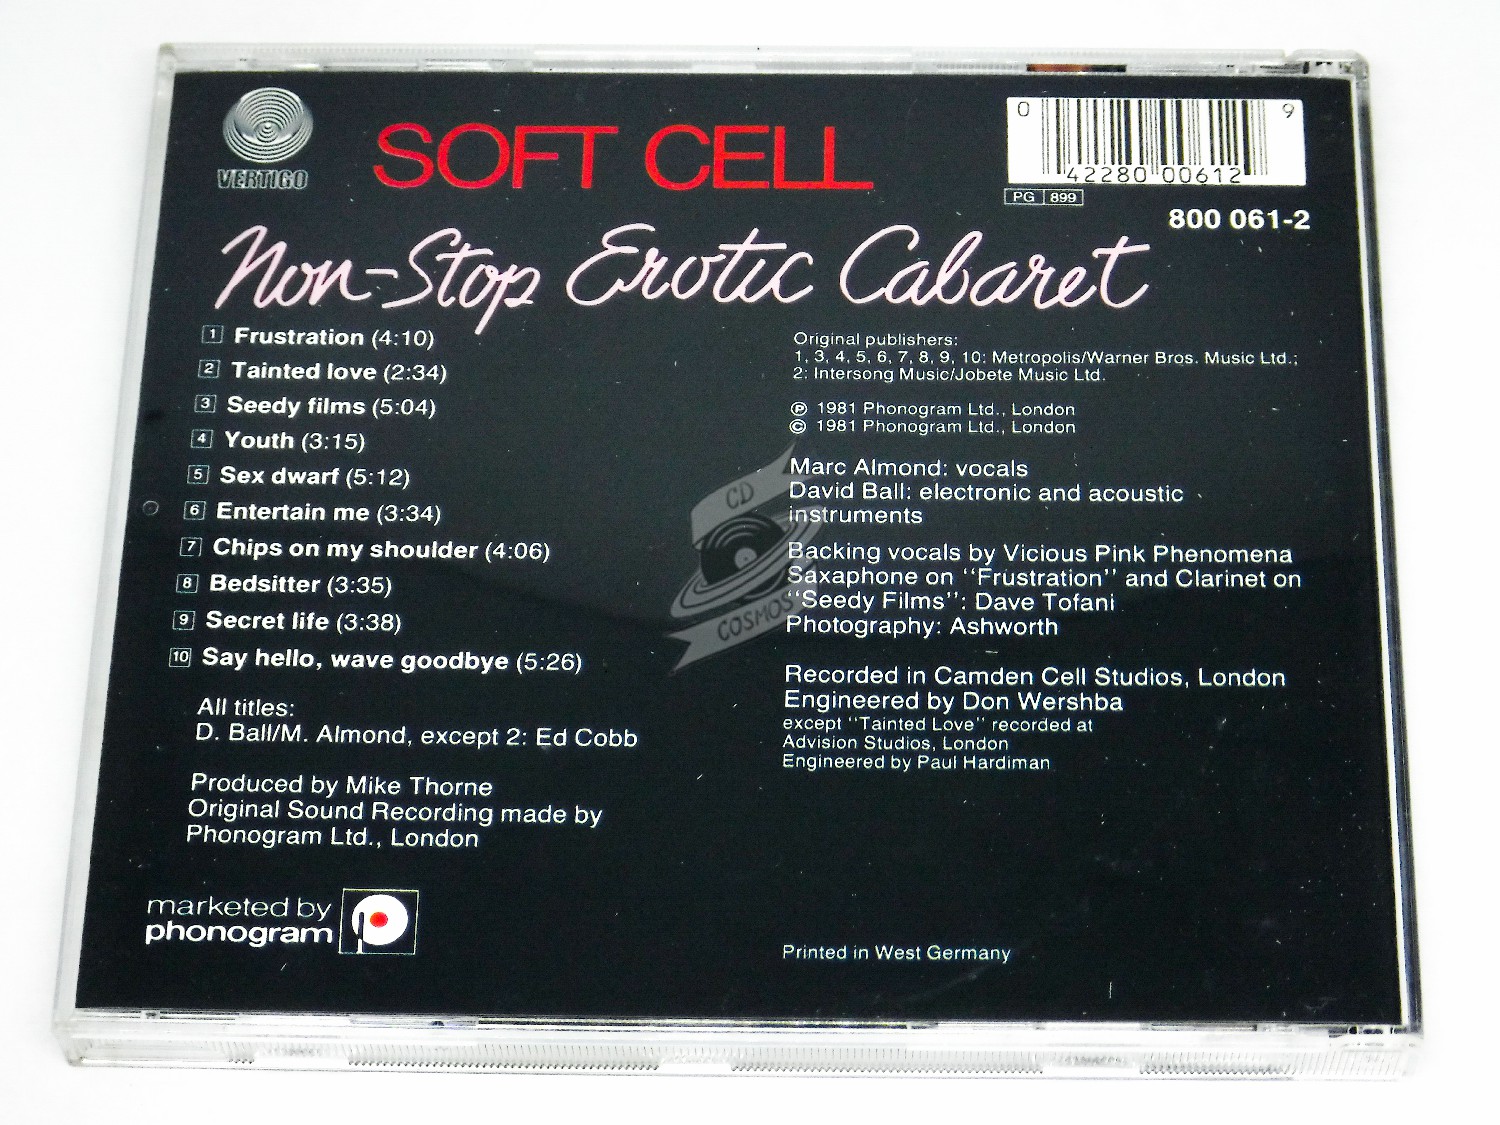 VERTIGO
SOFT CELL
0 42280 00612 9
PG 899
800 061-2
Non-Stop Erotic Cabaret
1 Frustration (4:10)
2 Tainted love (2:34)
3 Seedy films (5:04)
4 Youth (3:15)
5 Sex dwarf (5:12)
6 Entertain me (3:34)
7 Chips on my shoulder (4:06)
8 Bedsitter (3:35)
9 Secret life (3:38)
10 Say hello, wave goodbye (5:26)
All titles:
D. Ball/M. Almond, except 2: Ed Cobb
Produced by Mike Thorne
Original Sound Recording made by
Phonogram Ltd., London
marketed by
phonogram
Original publishers:
1, 3, 4, 5, 6, 7, 8, 9, 10: Metropolis/Warner Bros. Music Ltd.;
2: Intersong Music/Jobete Music Ltd.
℗ 1981 Phonogram Ltd., London
© 1981 Phonogram Ltd., London
Marc Almond: vocals
David Ball: electronic and acoustic
instruments
Backing vocals by Vicious Pink Phenomena
Saxaphone on "Frustration" and Clarinet on
"Seedy Films": Dave Tofani
Photography: Ashworth
Recorded in Camden Cell Studios, London
Engineered by Don Wershba
except "Tainted Love" recorded at
Advision Studios, London
Engineered by Paul Hardiman
Printed in West Germany
CD
COSMOS